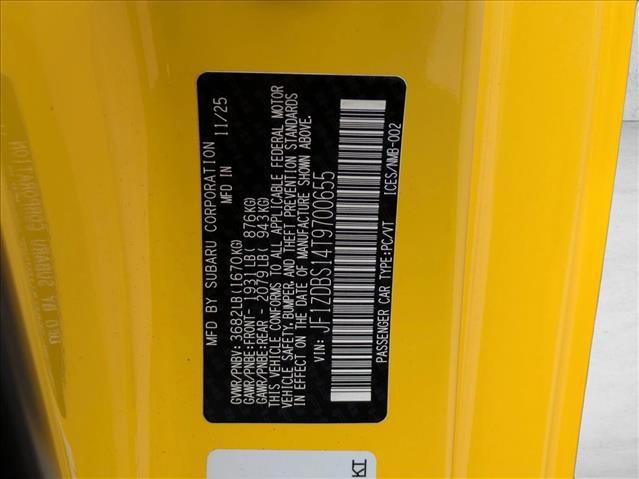 MFD BY SUBARU CORPORATION 11/25
MFD IN
GVWR/PNBV:3682LB(1670KG)
GAWR/PNBE:FRONT-1931LB( 876KG)
GAWR/PNBE:REAR -2079LB( 943KG)
THIS VEHICLE CONFORMS TO ALL APPLICABLE FEDERAL MOTOR
VEHICLE SAFETY, BUMPER, AND THEFT PREVENTION STANDARDS
IN EFFECT ON THE DATE OF MANUFACTURE SHOWN ABOVE.
VIN: JF1ZDBS14T9700655
PASSENGER CAR TYPE:PC/VT ICES/NMB-002